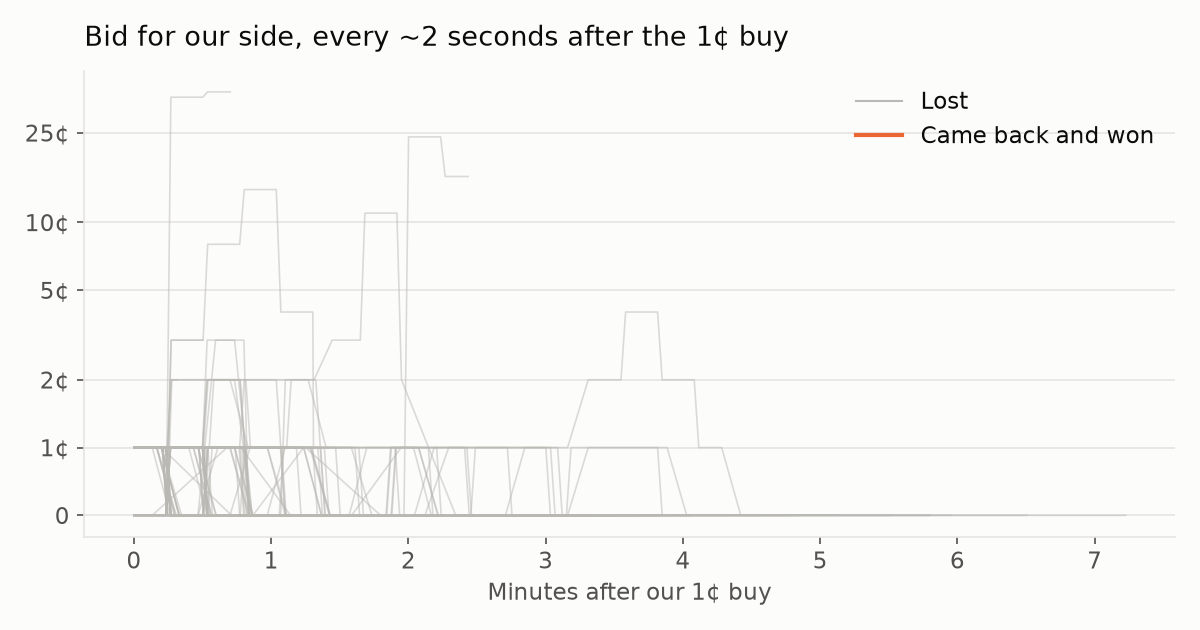 Bid for our side, every ~2 seconds after the 1¢ buy
Lost
Came back and won
25¢
10¢
5¢
2¢
1¢
0
0 1 2 3 4 5 6 7
Minutes after our 1¢ buy